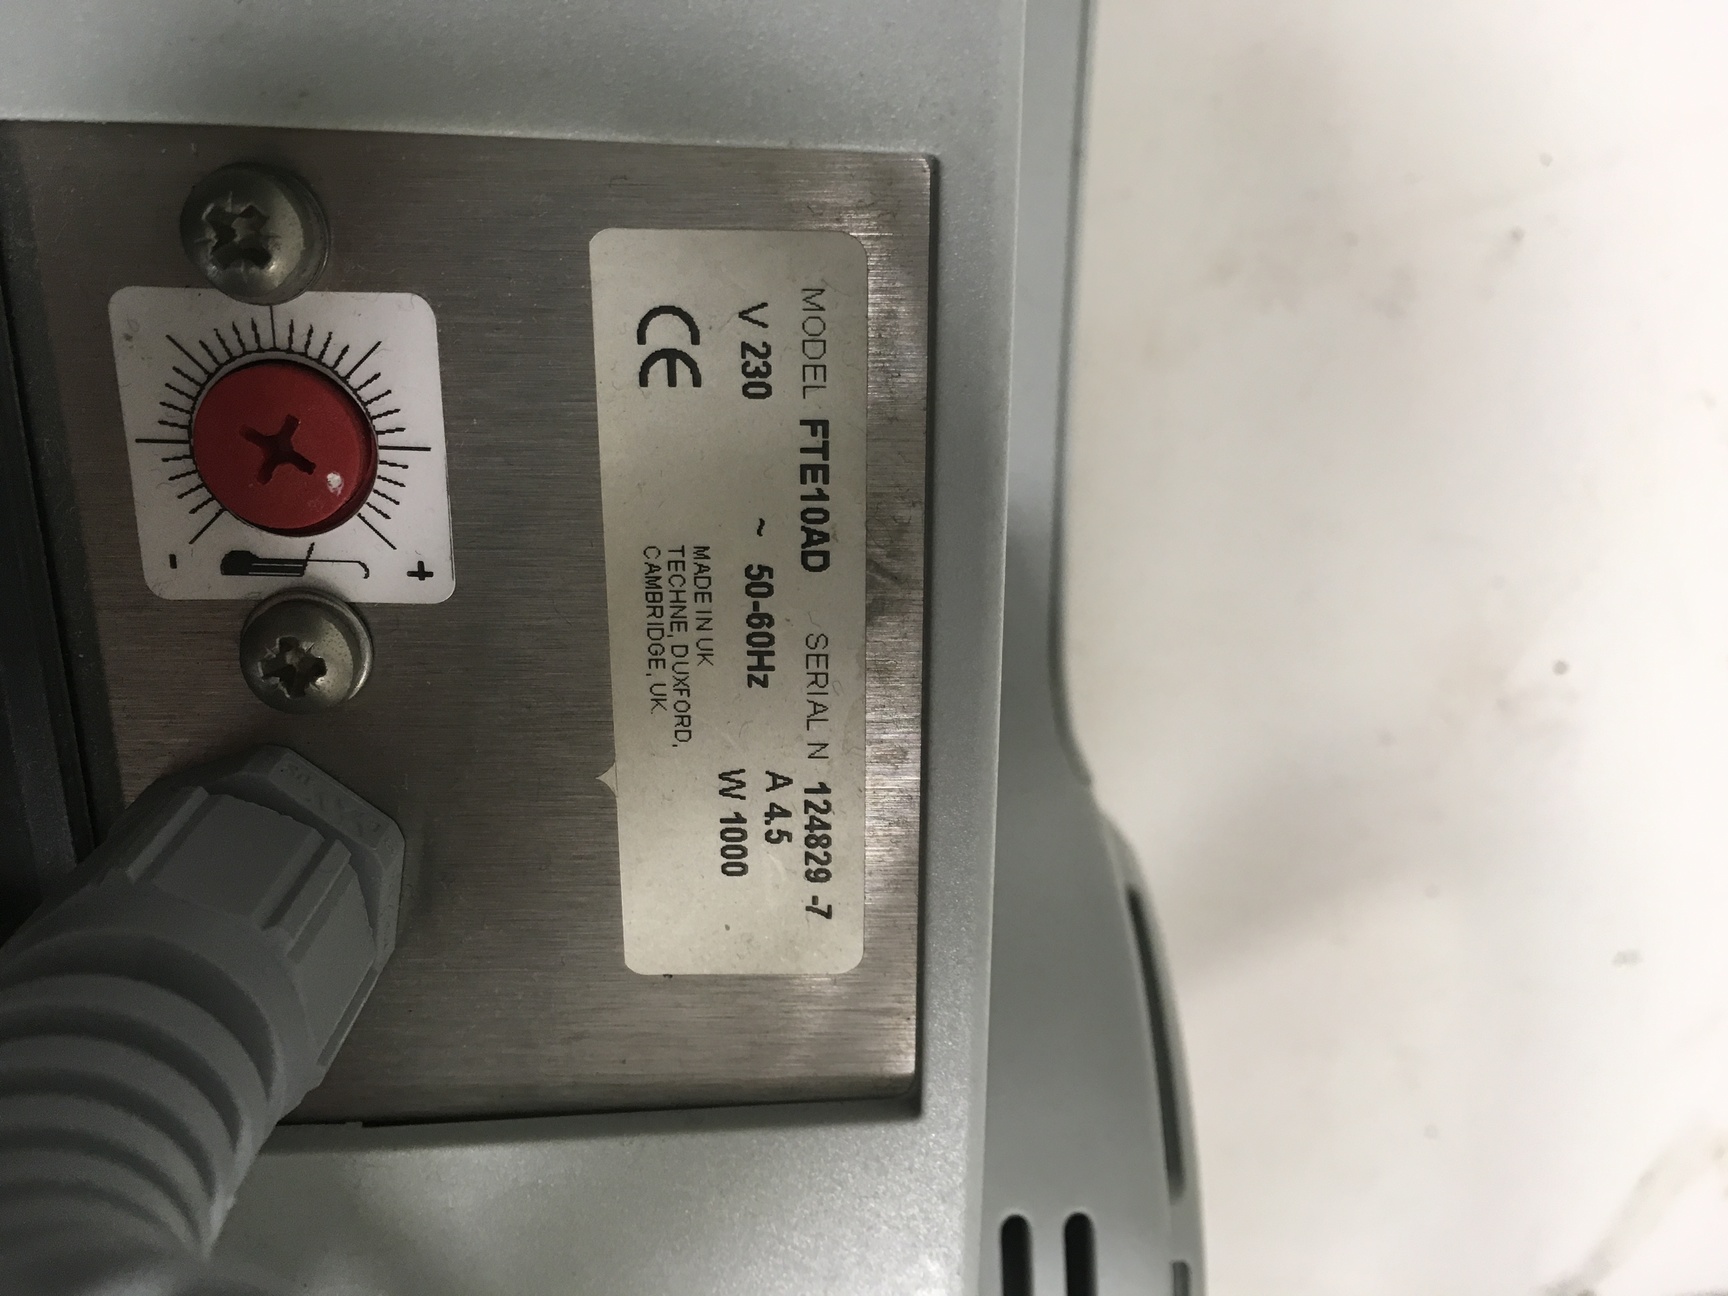 MODEL FTE10AD SERIAL N 124829 -7
V 230 ~ 50-60Hz A 4.5
W 1000
CE
MADE IN UK
TECHNE, DUXFORD,
CAMBRIDGE, UK.
- +